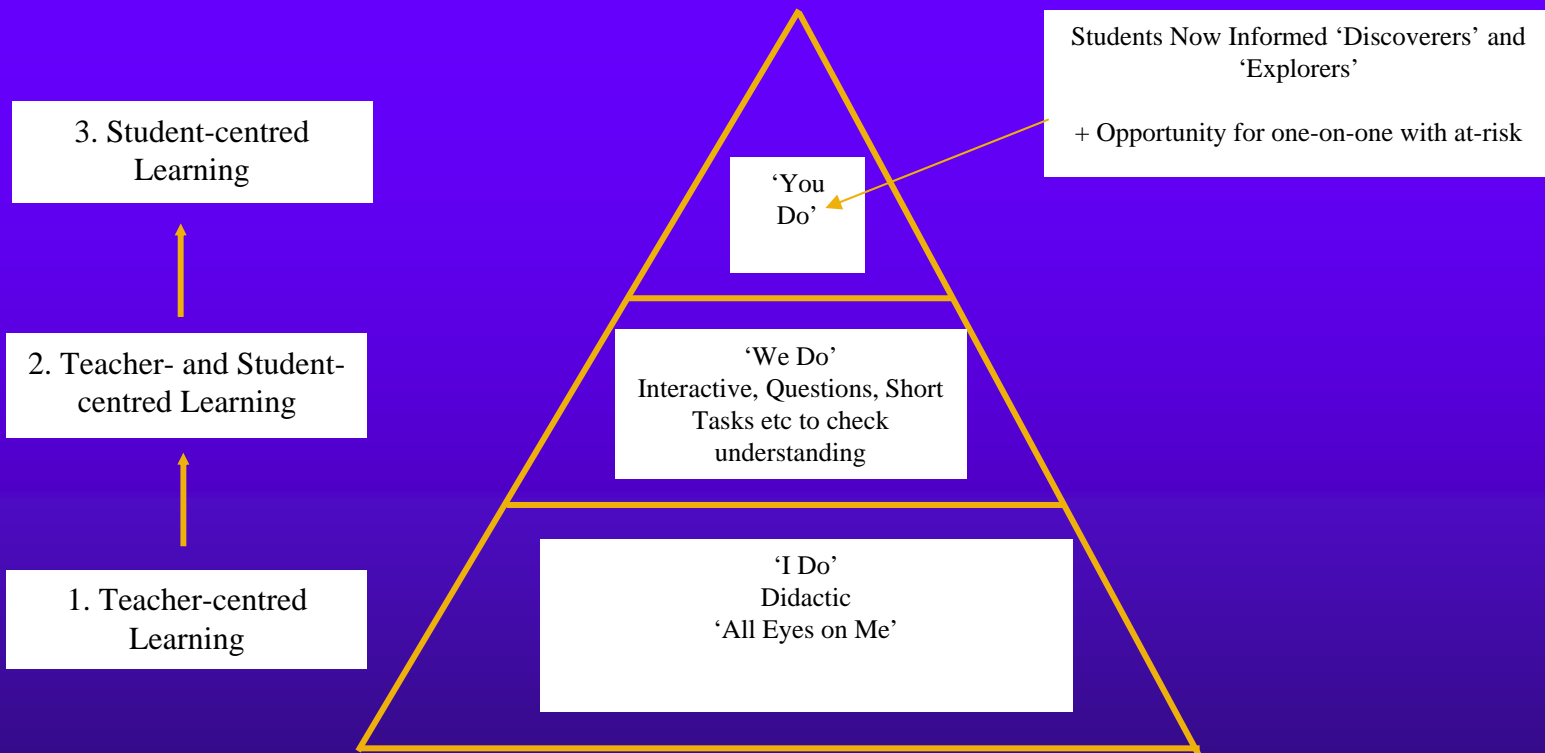 Students Now Informed ‘Discoverers’ and
‘Explorers’
+ Opportunity for one-on-one with at-risk
3. Student-centred
Learning
‘You
Do’
2. Teacher- and Student-
centred Learning
‘We Do’
Interactive, Questions, Short
Tasks etc to check
understanding
1. Teacher-centred
Learning
‘I Do’
Didactic
‘All Eyes on Me’